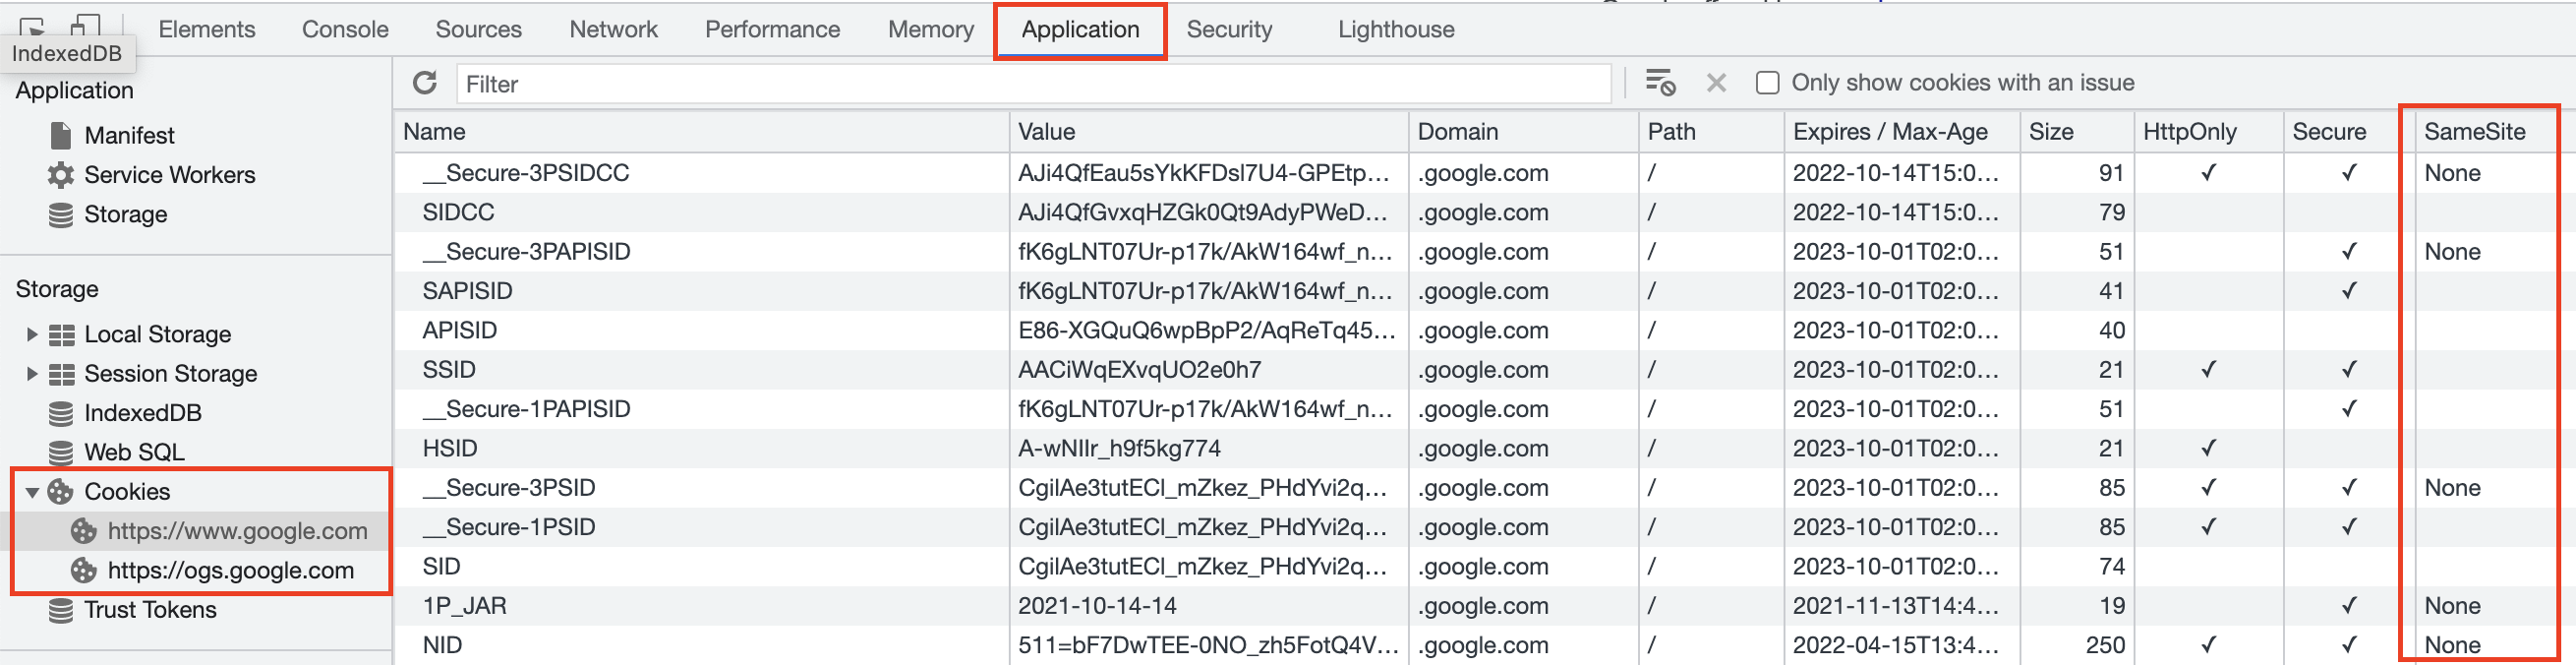 Elements Console Sources Network Performance Memory Application Security Lighthouse
IndexedDB
Application
Manifest
Service Workers
Storage
Storage
Local Storage
Session Storage
IndexedDB
Web SQL
Cookies
https://www.google.com
https://ogs.google.com
Trust Tokens
Filter Only show cookies with an issue
Name Value Domain Path Expires / Max-Age Size HttpOnly Secure SameSite
__Secure-3PSIDCC AJi4QfEau5sYkKFDsl7U4-GPEtp... .google.com / 2022-10-14T15:0... 91 ✓ ✓ None
SIDCC AJi4QfGvxqHZGk0Qt9AdyPWeD... .google.com / 2022-10-14T15:0... 79
__Secure-3PAPISID fK6gLNT07Ur-p17k/AkW164wf_n... .google.com / 2023-10-01T02:0... 51 ✓ None
SAPISID fK6gLNT07Ur-p17k/AkW164wf_n... .google.com / 2023-10-01T02:0... 41 ✓
APISID E86-XGQuQ6wpBpP2/AqReTq45... .google.com / 2023-10-01T02:0... 40
SSID AACiWqEXvqUO2e0h7 .google.com / 2023-10-01T02:0... 21 ✓ ✓
__Secure-1PAPISID fK6gLNT07Ur-p17k/AkW164wf_n... .google.com / 2023-10-01T02:0... 51 ✓
HSID A-wNIIr_h9f5kg774 .google.com / 2023-10-01T02:0... 21 ✓
__Secure-3PSID CgilAe3tutECl_mZkez_PHdYvi2q... .google.com / 2023-10-01T02:0... 85 ✓ ✓ None
__Secure-1PSID CgilAe3tutECl_mZkez_PHdYvi2q... .google.com / 2023-10-01T02:0... 85 ✓ ✓
SID CgilAe3tutECl_mZkez_PHdYvi2q... .google.com / 2023-10-01T02:0... 74
1P_JAR 2021-10-14-14 .google.com / 2021-11-13T14:4... 19 ✓ None
NID 511=bF7DwTEE-0NO_zh5FotQ4V... .google.com / 2022-04-15T13:4... 250 ✓ ✓ None